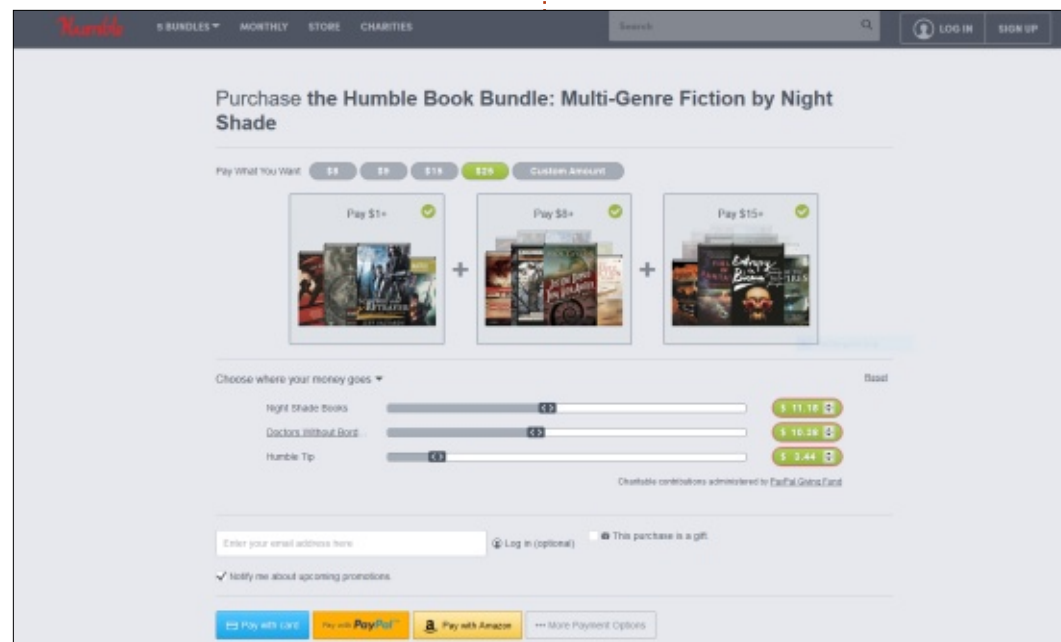 Humble 5 BUNDLES MONTHLY STORE CHARITIES Search LOG IN SIGN UP
Purchase the Humble Book Bundle: Multi-Genre Fiction by Night
Shade
Pay What You Want $15 $25 Custom Amount
Pay $1+ Pay $8+ Pay $15+
+ +
Choose where your money goes Reset
Night Shade Books $ 11.18
Doctors Without Bord... $ 10.38
Humble Tip $ 3.44
Charitable contributions administered to PayPal Giving Fund
Enter your email address here Log in (optional) This purchase is a gift.
Notify me about upcoming promotions
Pay with card Pay with PayPal Pay with Amazon ••• More Payment Options